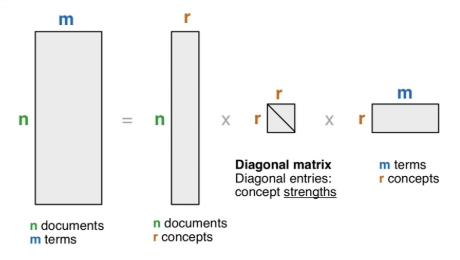 m
r
n
=
n
x
r
r
x
m
r
Diagonal matrix
Diagonal entries:
concept strengths
m terms
r concepts
n documents
m terms
n documents
r concepts